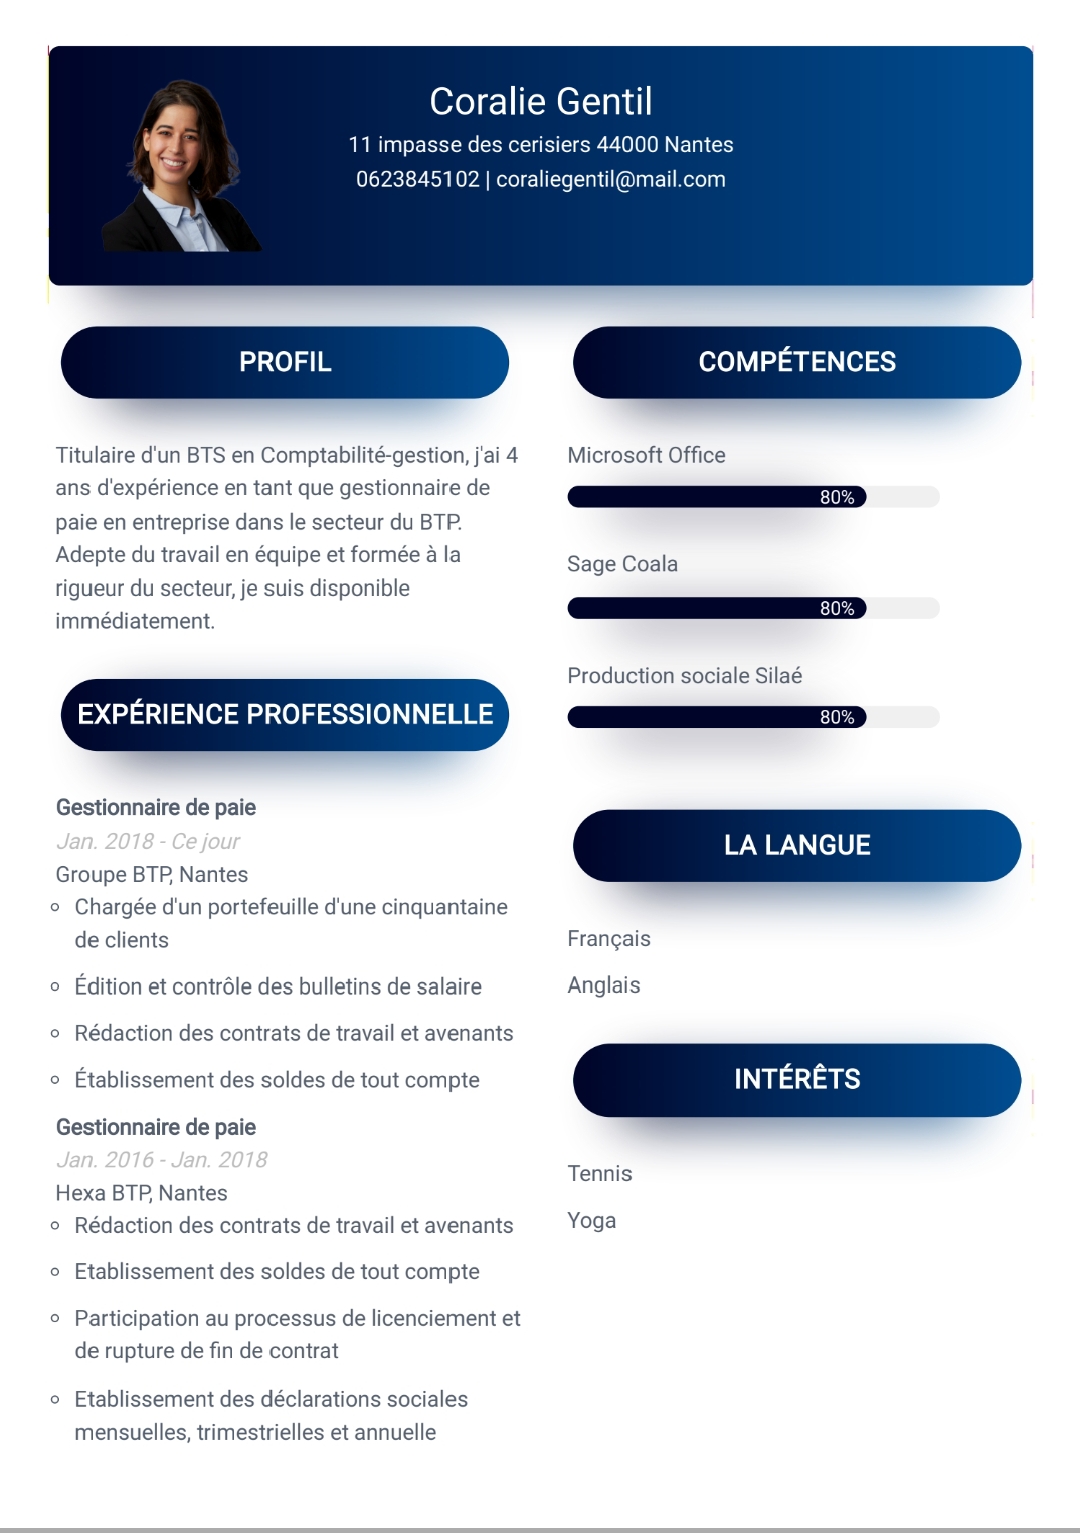 Coralie Gentil
11 impasse des cerisiers 44000 Nantes
0623845102 | coraliegentil@mail.com
PROFIL
Titulaire d'un BTS en Comptabilité-gestion, j'ai 4
ans d'expérience en tant que gestionnaire de
paie en entreprise dans le secteur du BTP.
Adepte du travail en équipe et formée à la
rigueur du secteur, je suis disponible
immédiatement.
EXPÉRIENCE PROFESSIONNELLE
Gestionnaire de paie
Jan. 2018 - Ce jour
Groupe BTP, Nantes
Chargée d'un portefeuille d'une cinquantaine
de clients
Édition et contrôle des bulletins de salaire
Rédaction des contrats de travail et avenants
Établissement des soldes de tout compte
Gestionnaire de paie
Jan. 2016 - Jan. 2018
Hexa BTP, Nantes
Rédaction des contrats de travail et avenants
Etablissement des soldes de tout compte
Participation au processus de licenciement et
de rupture de fin de contrat
Etablissement des déclarations sociales
mensuelles, trimestrielles et annuelle
COMPÉTENCES
Microsoft Office
80%
Sage Coala
80%
Production sociale Silaé
80%
LA LANGUE
Français
Anglais
INTÉRÊTS
Tennis
Yoga